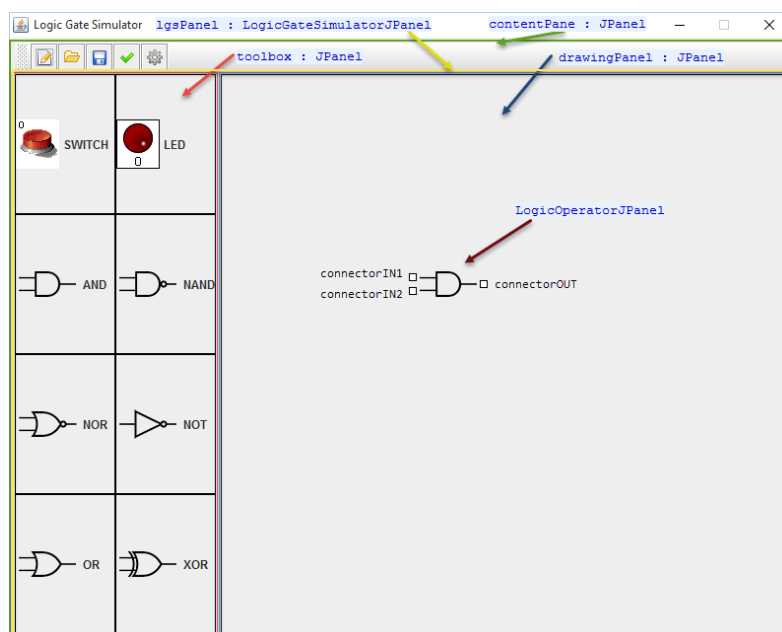 Logic Gate Simulator lgsPanel : LogicGateSimulatorJPanel contentPane : JPanel
toolbox : JPanel drawingPanel : JPanel
0 SWITCH 0 LED
LogicOperatorJPanel
connectorIN1
AND NAND connectorOUT
connectorIN2
NOR NOT
OR XOR